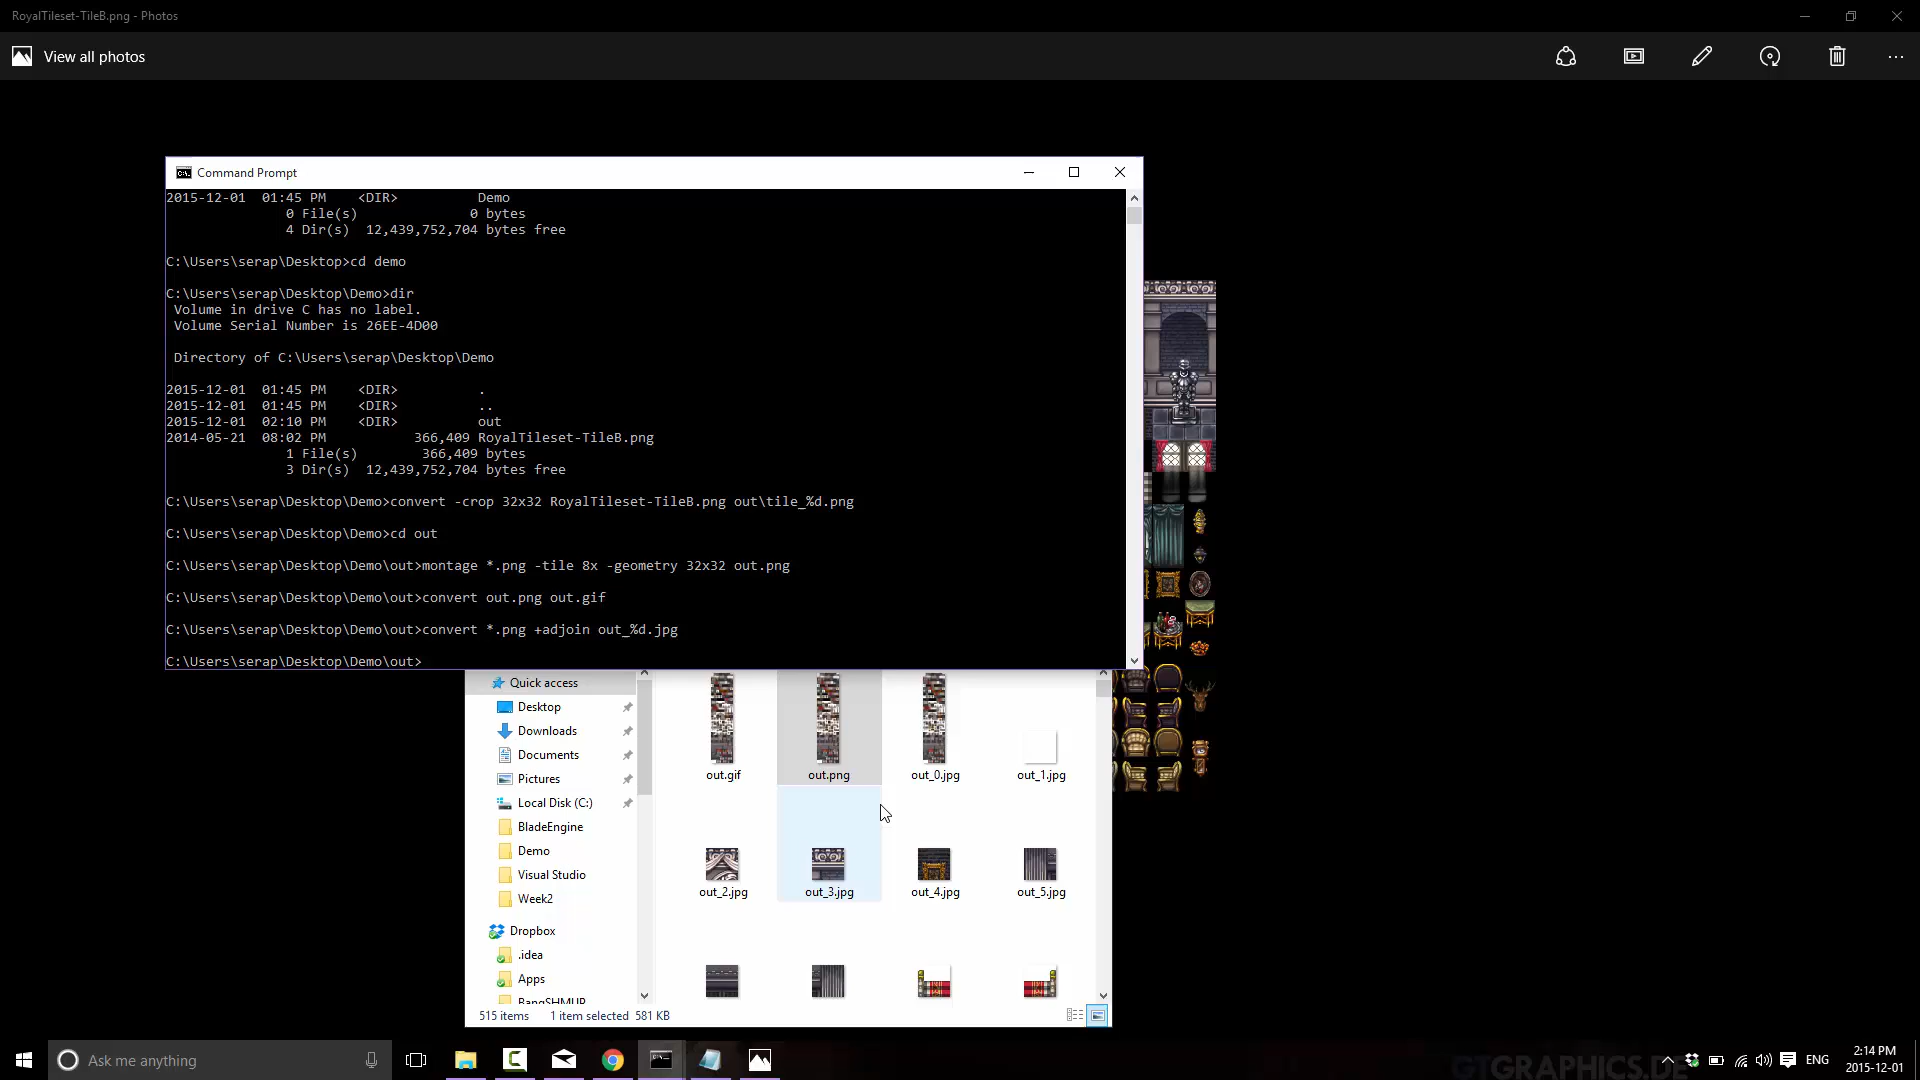 RoyalTileset-TileB.png - Photos
View all photos
Command Prompt
2015-12-01  01:45 PM    <DIR>          Demo
               0 File(s)              0 bytes
               4 Dir(s)  12,439,752,704 bytes free
C:\Users\serap\Desktop>cd demo
C:\Users\serap\Desktop\Demo>dir
 Volume in drive C has no label.
 Volume Serial Number is 26EE-4D00
 Directory of C:\Users\serap\Desktop\Demo
2015-12-01  01:45 PM    <DIR>          .
2015-12-01  01:45 PM    <DIR>          ..
2015-12-01  02:10 PM    <DIR>          out
2014-05-21  08:02 PM           366,409 RoyalTileset-TileB.png
               1 File(s)        366,409 bytes
               3 Dir(s)  12,439,752,704 bytes free
C:\Users\serap\Desktop\Demo>convert -crop 32x32 RoyalTileset-TileB.png out\tile_%d.png
C:\Users\serap\Desktop\Demo>cd out
C:\Users\serap\Desktop\Demo\out>montage *.png -tile 8x -geometry 32x32 out.png
C:\Users\serap\Desktop\Demo\out>convert out.png out.gif
C:\Users\serap\Desktop\Demo\out>convert *.png +adjoin out_%d.jpg
C:\Users\serap\Desktop\Demo\out>
Quick access
Desktop
Downloads
Documents
Pictures
Local Disk (C:)
BladeEngine
Demo
Visual Studio
Week2
Dropbox
.idea
Apps
BangSHMUP
out.gif
out.png
out_0.jpg
out_1.jpg
out_2.jpg
out_3.jpg
out_4.jpg
out_5.jpg
515 items
1 item selected  581 KB
Ask me anything
GTGRAPHICS.DE
ENG
2:14 PM
2015-12-01